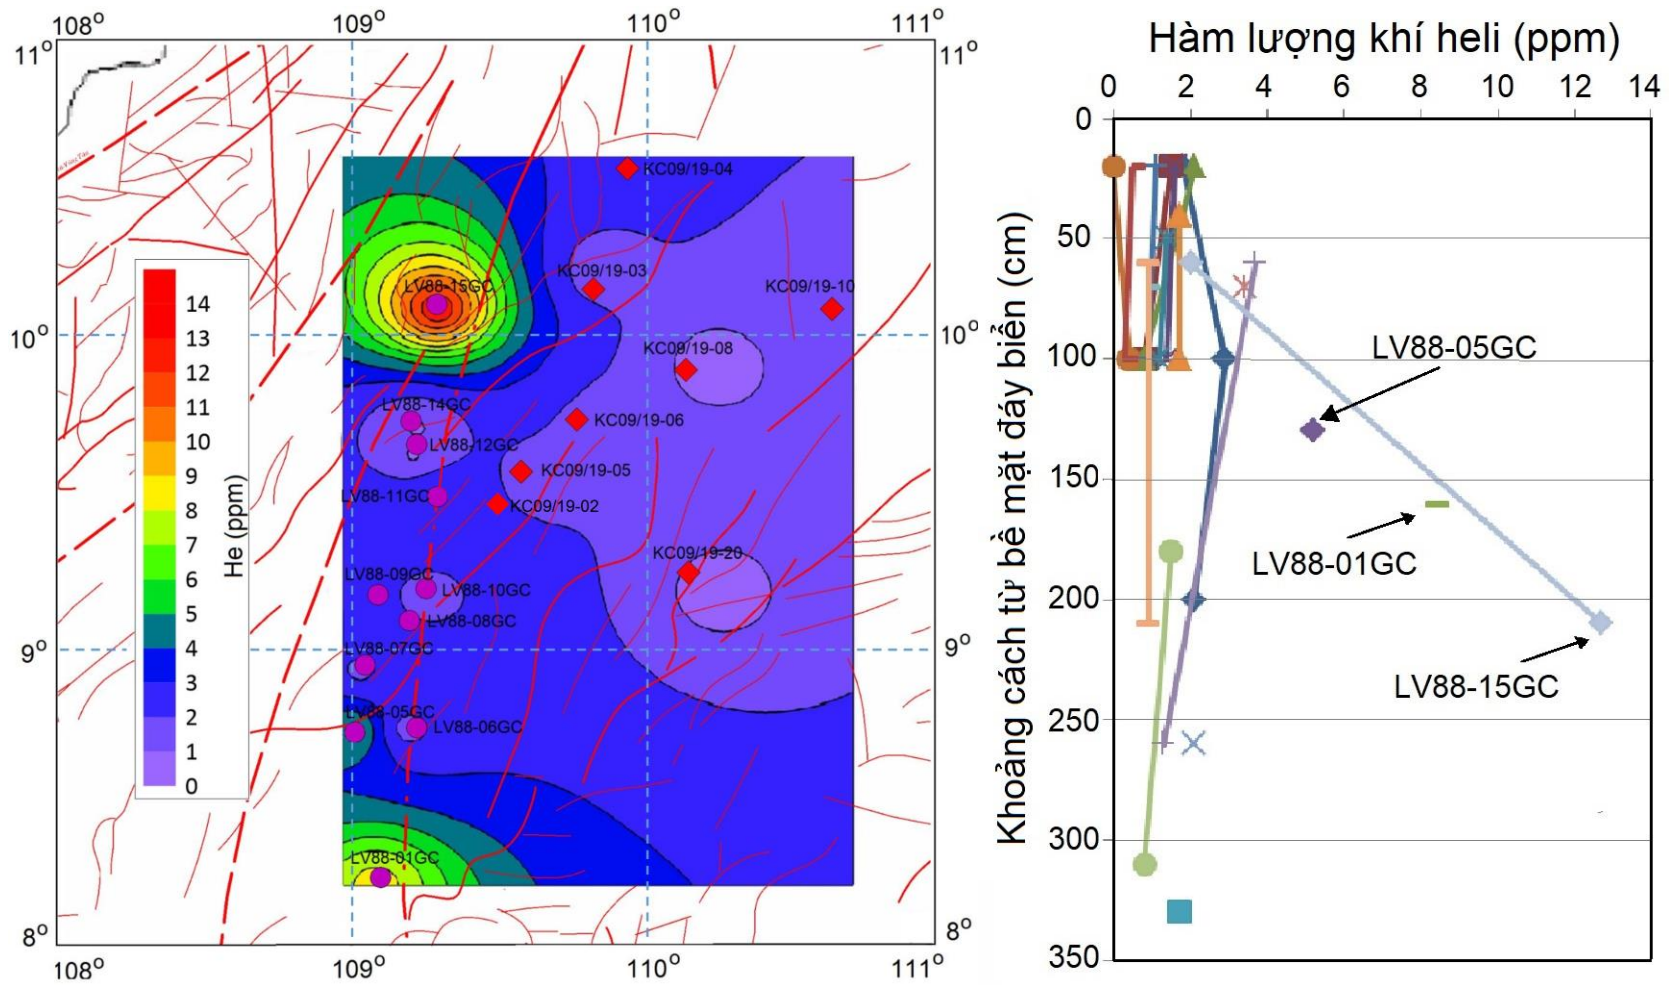 108° 109° 110° 111°
11° 11°
KC09/19-04
KC09/19-03
LV88-15GC KC09/19-10
14
13
10° 10°
KC09/19-08
12
11
LV88-14GC
KC09/19-06
10
LV88-12GC
9
KC09/19-05
LV88-11GC
8
KC09/19-02
He (ppm)
7
KC09/19-20
6
LV88-09GC
LV88-10GC
5
LV88-08GC
4
LV88-07GC
9° 9°
3
2
LV88-05GC
LV88-06GC
1
0
LV88-01GC
8° 8°
108° 109° 110° 111°
Hàm lượng khí heli (ppm)
0 2 4 6 8 10 12 14
Khoảng cách từ bề mặt đáy biển (cm)
0
50
100
150
200
250
300
350
LV88-05GC
LV88-01GC
LV88-15GC